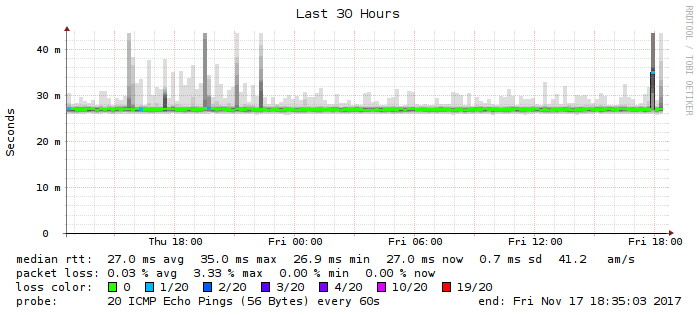 Last 30 Hours
RRDTOOL / TOBI OETIKER
Seconds
40 m
30 m
20 m
10 m
0
Thu 18:00 Fri 00:00 Fri 06:00 Fri 12:00 Fri 18:00
median rtt: 27.0 ms avg 35.0 ms max 26.9 ms min 27.0 ms now 0.7 ms sd 41.2 am/s
packet loss: 0.03 % avg 3.33 % max 0.00 % min 0.00 % now
loss color: 0 1/20 2/20 3/20 4/20 10/20 19/20
probe: 20 ICMP Echo Pings (56 Bytes) every 60s end: Fri Nov 17 18:35:03 2017